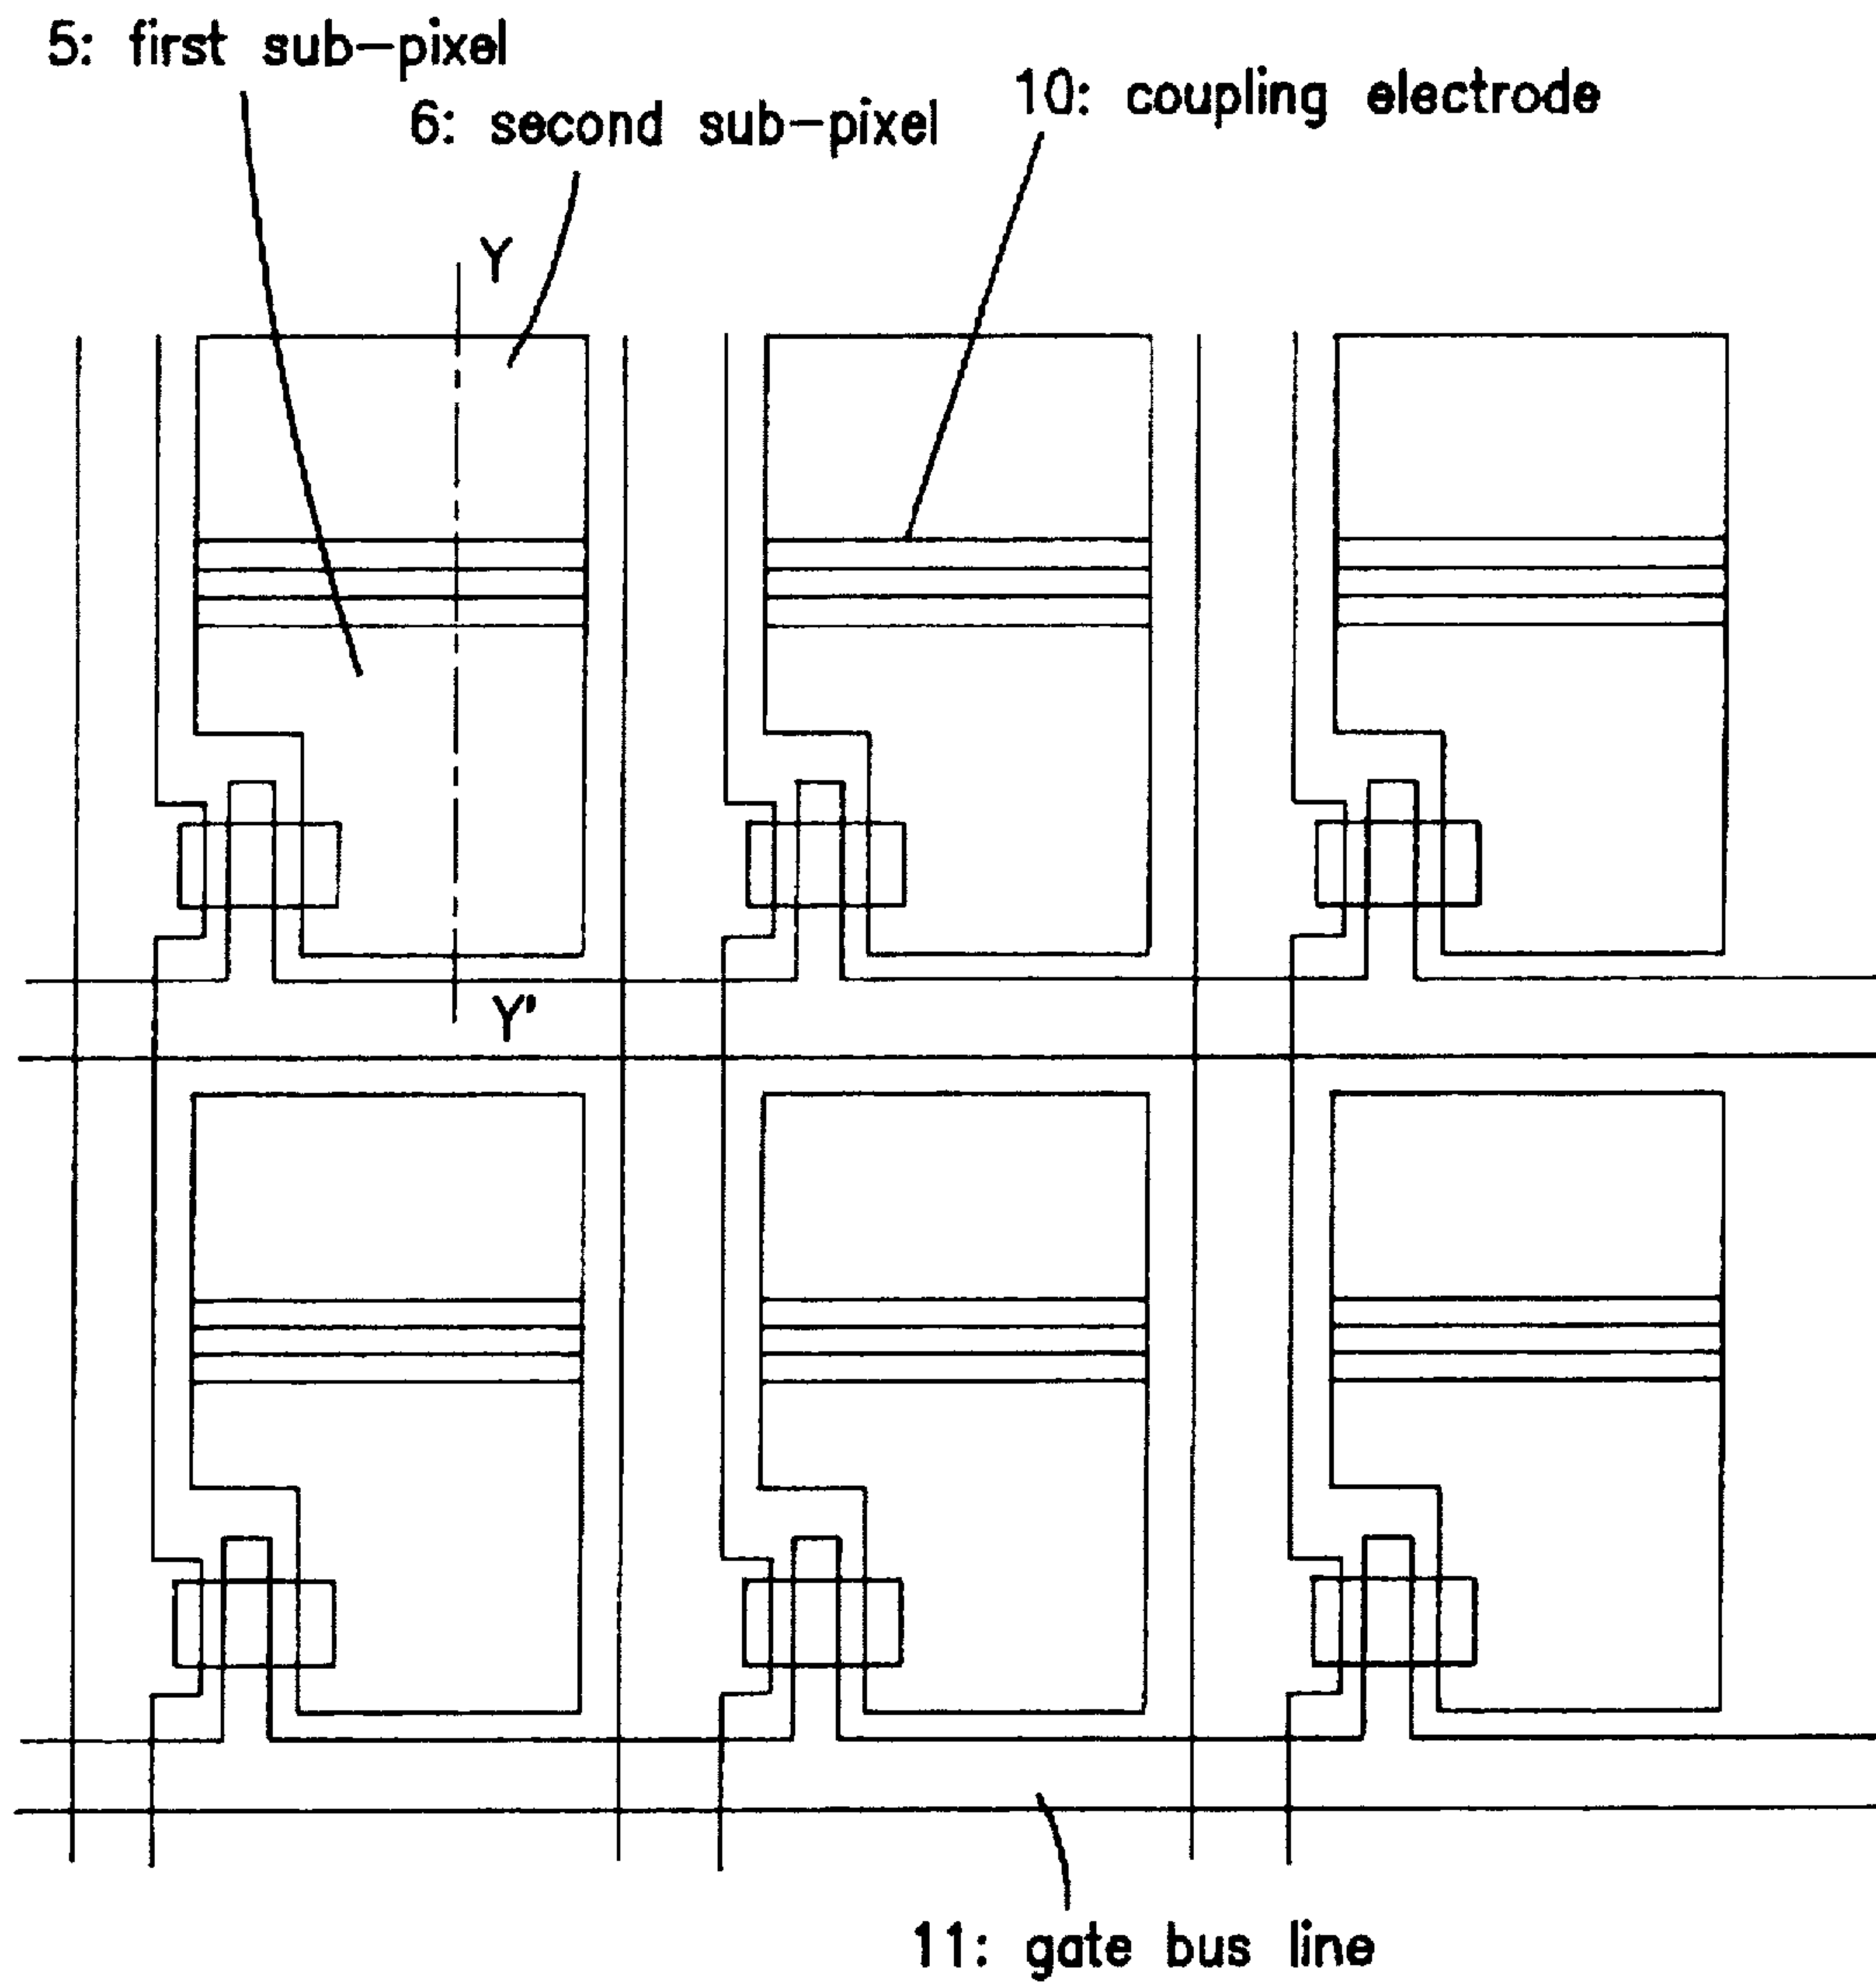 5: first sub-pixel
6: second sub-pixel
10: coupling electrode
Y
Y'
11: gate bus line